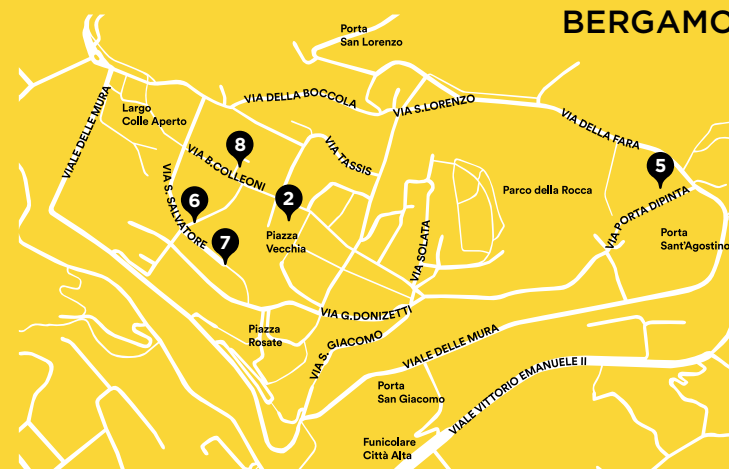 BERGAMO
Porta
San Lorenzo
VIA DELLA BOCCOLA
VIA S.LORENZO
VIA DELLA FARA
Largo
Colle Aperto
VIALE DELLE MURA
VIA TASSIS
8
VIA B.COLLEONI
5
VIA S. SALVATORE
6
2
Parco della Rocca
VIA PORTA DIPINTA
7
Piazza
Vecchia
VIA SOLATA
Porta
Sant'Agostino
VIA G.DONIZETTI
Piazza
Rosate
VIA S. GIACOMO
VIALE DELLE MURA
Porta
San Giacomo
VIALE VITTORIO EMANUELE II
Funicolare
Città Alta